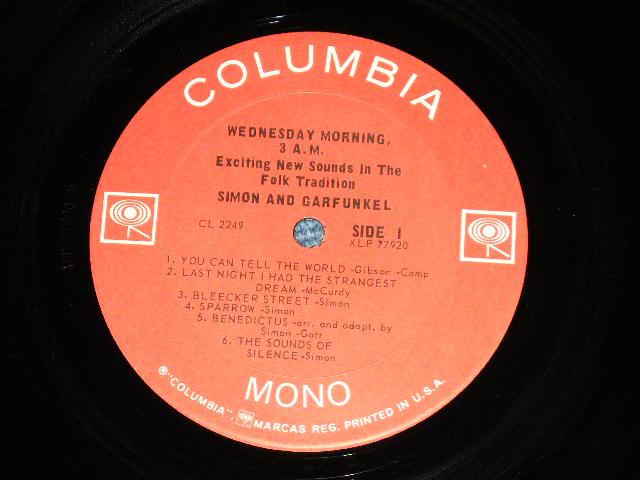 COLUMBIA
WEDNESDAY MORNING,
3 A.M.
Exciting New Sounds in The
Folk Tradition
SIMON AND GARFUNKEL
CL 2249
SIDE 1
XLP 77920
1. YOU CAN TELL THE WORLD -Gibson -Camp
2. LAST NIGHT I HAD THE STRANGEST
DREAM -McCurdy
3. BLEECKER STREET -Simon
4. SPARROW -Simon
5. BENEDICTUS -arr. and adapt. by
Simon -Garr
6. THE SOUNDS OF
SILENCE -Simon
MONO
® "COLUMBIA", MARCAS REG. PRINTED IN U.S.A.